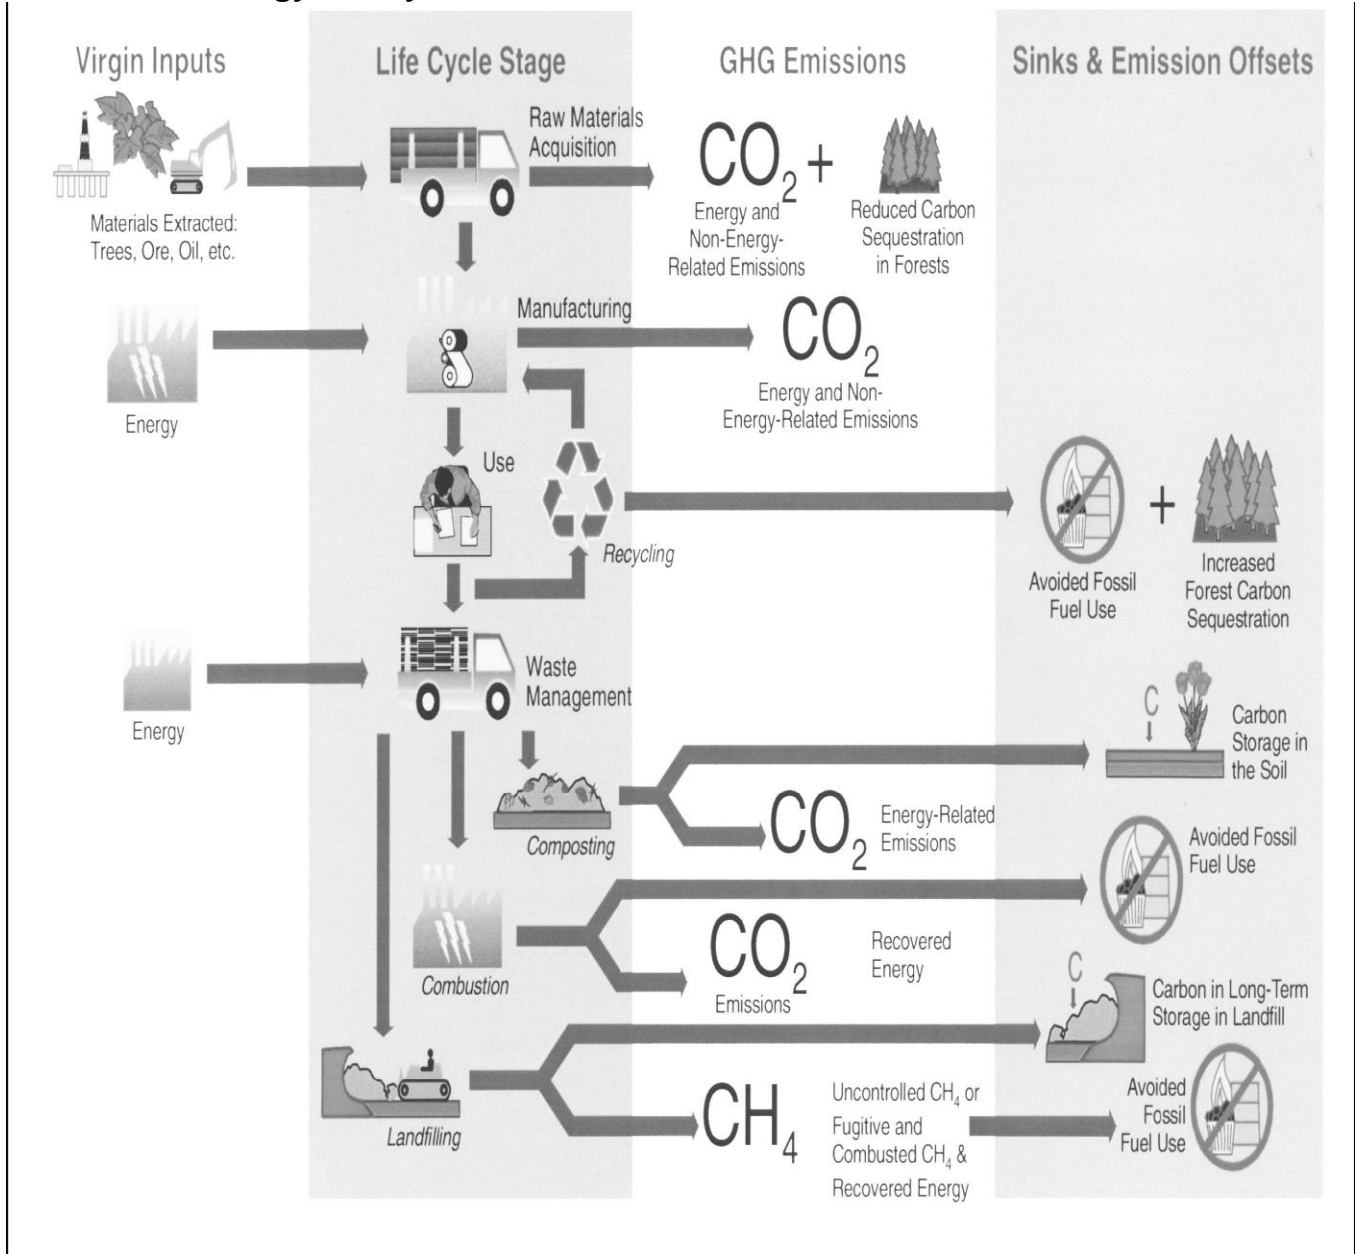 Virgin Inputs
Life Cycle Stage
GHG Emissions
Sinks & Emission Offsets
Materials Extracted:
Trees, Ore, Oil, etc.
Raw Materials
Acquisition
CO2
+
Energy and
Non-Energy-
Related Emissions
Reduced Carbon
Sequestration
in Forests
Energy
Manufacturing
CO2
Energy and Non-
Energy-Related Emissions
Use
Recycling
Avoided Fossil
Fuel Use
+
Increased
Forest Carbon
Sequestration
Energy
Waste
Management
Composting
C
Carbon
Storage in
the Soil
CO2
Energy-Related
Emissions
Combustion
Avoided Fossil
Fuel Use
CO2
Emissions
Recovered
Energy
Landfilling
C
Carbon in Long-Term
Storage in Landfill
CH4
Uncontrolled CH4 or
Fugitive and
Combusted CH4 &
Recovered Energy
Avoided
Fossil
Fuel Use